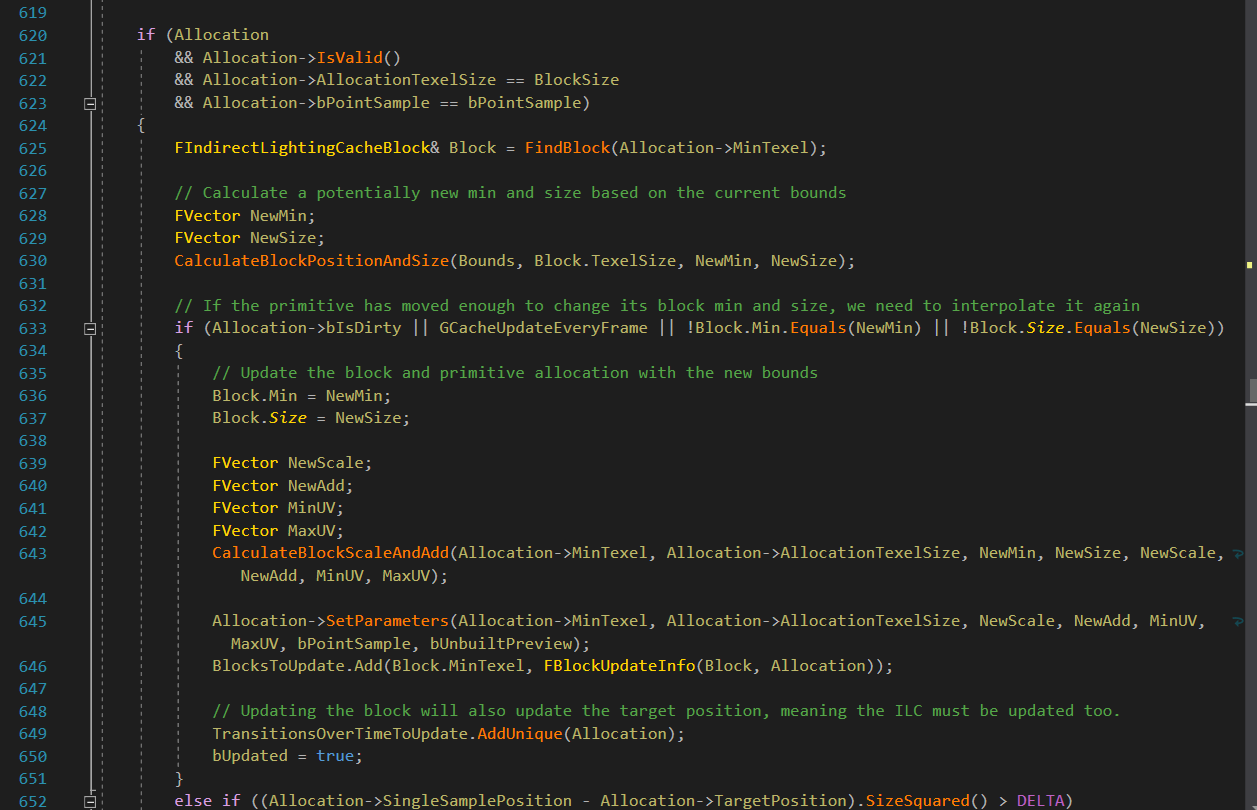 619
620 if (Allocation
621 && Allocation->IsValid()
622 && Allocation->AllocationTexelSize == BlockSize
623 && Allocation->bPointSample == bPointSample)
624 {
625 FIndirectLightingCacheBlock& Block = FindBlock(Allocation->MinTexel);
626
627 // Calculate a potentially new min and size based on the current bounds
628 FVector NewMin;
629 FVector NewSize;
630 CalculateBlockPositionAndSize(Bounds, Block.TexelSize, NewMin, NewSize);
631
632 // If the primitive has moved enough to change its block min and size, we need to interpolate it again
633 if (Allocation->bIsDirty || GCacheUpdateEveryFrame || !Block.Min.Equals(NewMin) || !Block.Size.Equals(NewSize))
634 {
635 // Update the block and primitive allocation with the new bounds
636 Block.Min = NewMin;
637 Block.Size = NewSize;
638
639 FVector NewScale;
640 FVector NewAdd;
641 FVector MinUV;
642 FVector MaxUV;
643 CalculateBlockScaleAndAdd(Allocation->MinTexel, Allocation->AllocationTexelSize, NewMin, NewSize, NewScale,
NewAdd, MinUV, MaxUV);
644
645 Allocation->SetParameters(Allocation->MinTexel, Allocation->AllocationTexelSize, NewScale, NewAdd, MinUV,
MaxUV, bPointSample, bUnbuiltPreview);
646 BlocksToUpdate.Add(Block.MinTexel, FBlockUpdateInfo(Block, Allocation));
647
648 // Updating the block will also update the target position, meaning the ILC must be updated too.
649 TransitionsOverTimeToUpdate.AddUnique(Allocation);
650 bUpdated = true;
651 }
652 else if ((Allocation->SingleSamplePosition - Allocation->TargetPosition).SizeSquared() > DELTA)